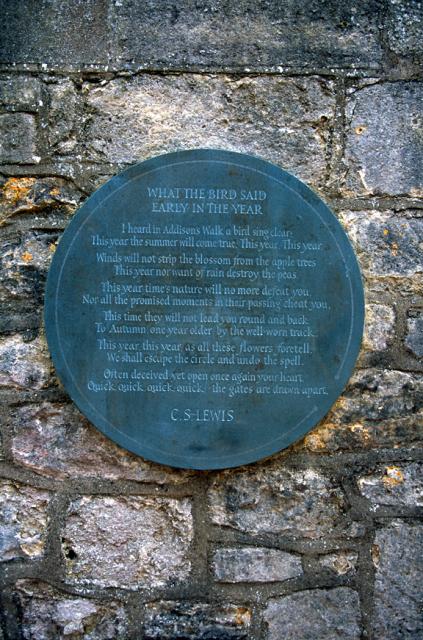 WHAT THE BIRD SAID
EARLY IN THE YEAR
I heard in Addison's Walk a bird sing clear:
This year the summer will come true. This year. This year.
Winds will not strip the blossom from the apple trees
This year nor want of rain destroy the peas.
This year time's nature will no more defeat you,
Nor all the promised moments in their passing cheat you.
This time they will not lead you round and back
To Autumn, one year older, by the well-worn track.
This year, this year, as all these flowers foretell,
We shall escape the circle and undo the spell.
Often deceived, yet open once again your heart,
Quick, quick, quick, quick! - the gates are drawn apart.
C·S·LEWIS